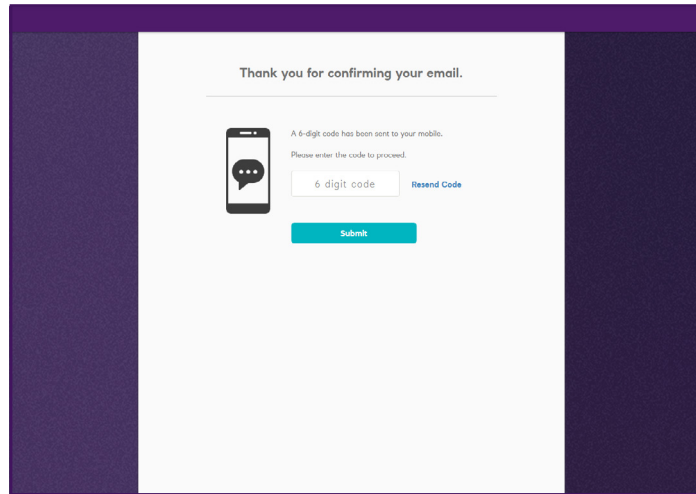 Thank you for confirming your email.
A 6-digit code has been sent to your mobile.
Please enter the code to proceed.
6 digit code
Resend Code
Submit